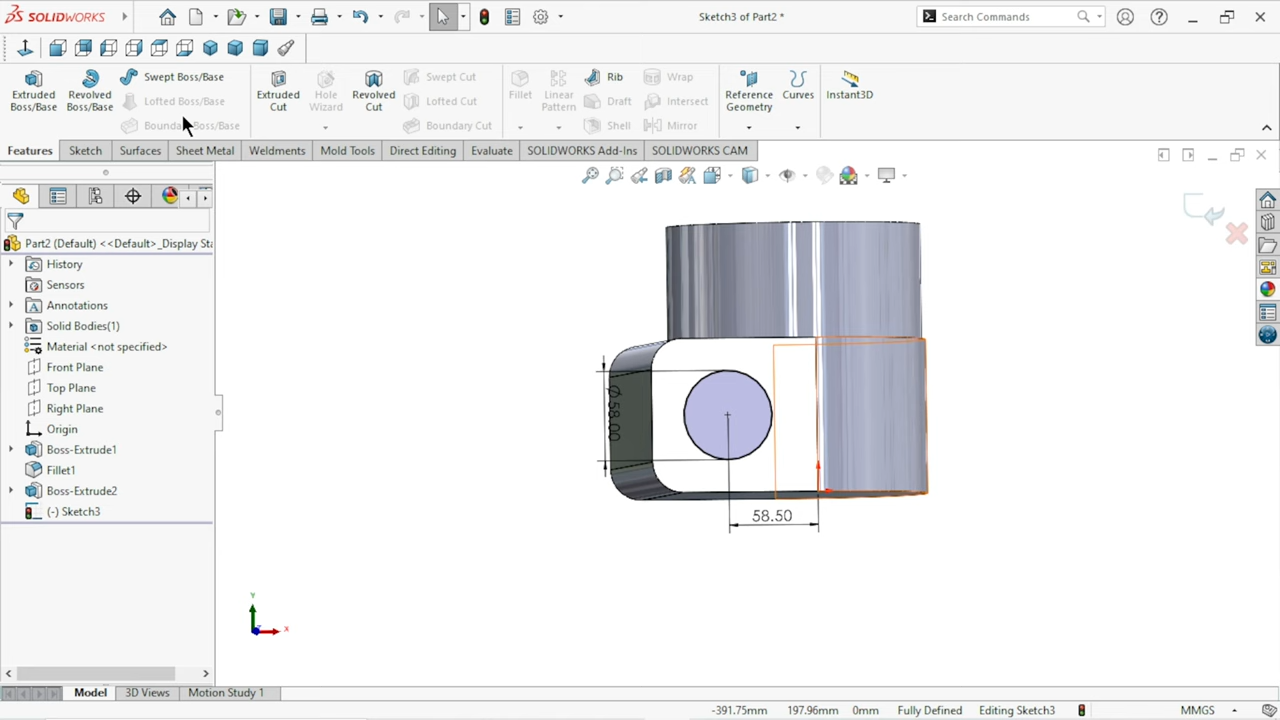 SOLIDWORKS
Sketch3 of Part2 *
Search Commands
Extruded Boss/Base
Revolved Boss/Base
Swept Boss/Base
Lofted Boss/Base
Boundary Boss/Base
Extruded Cut
Hole Wizard
Revolved Cut
Swept Cut
Lofted Cut
Boundary Cut
Fillet
Linear Pattern
Rib
Draft
Shell
Wrap
Intersect
Mirror
Reference Geometry
Curves
Instant3D
Features
Sketch
Surfaces
Sheet Metal
Weldments
Mold Tools
Direct Editing
Evaluate
SOLIDWORKS Add-Ins
SOLIDWORKS CAM
Part2 (Default) <<Default>_Display Sta
History
Sensors
Annotations
Solid Bodies(1)
Material <not specified>
Front Plane
Top Plane
Right Plane
Origin
Boss-Extrude1
Fillet1
Boss-Extrude2
(-) Sketch3
Ø58.00
58.50
Y
X
Model
3D Views
Motion Study 1
-391.75mm
197.96mm
0mm
Fully Defined
Editing Sketch3
MMGS